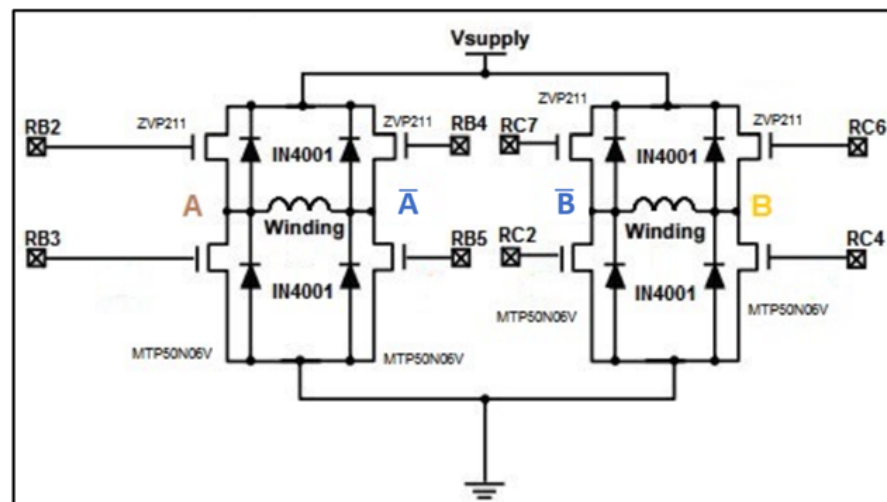 Vsupply
RB2
ZVP211
ZVP211
RB4
RC7
ZVP211
ZVP211
RC6
IN4001
IN4001
A
A̅
B̅
B
Winding
Winding
RB3
RB5
RC2
RC4
IN4001
IN4001
MTP50N06V
MTP50N06V
MTP50N06V
MTP50N06V